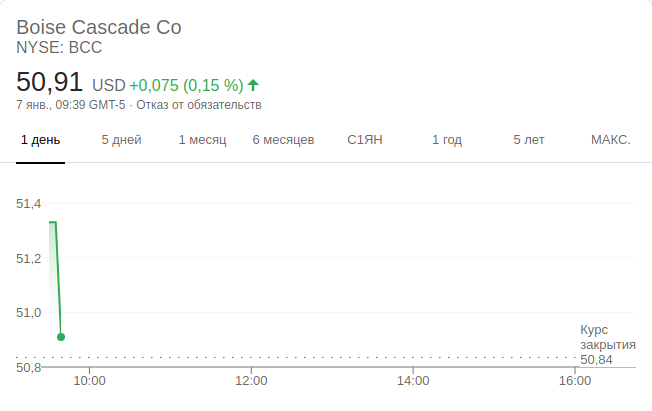 Boise Cascade Co
NYSE: BCC
50,91 USD +0,075 (0,15 %)
7 янв., 09:39 GMT-5 · Отказ от обязательств
1 день 5 дней 1 месяц 6 месяцев С1ЯН 1 год 5 лет МАКС.
51,4
51,2
51,0
Курс
закрытия
50,84
50,8
10:00 12:00 14:00 16:00